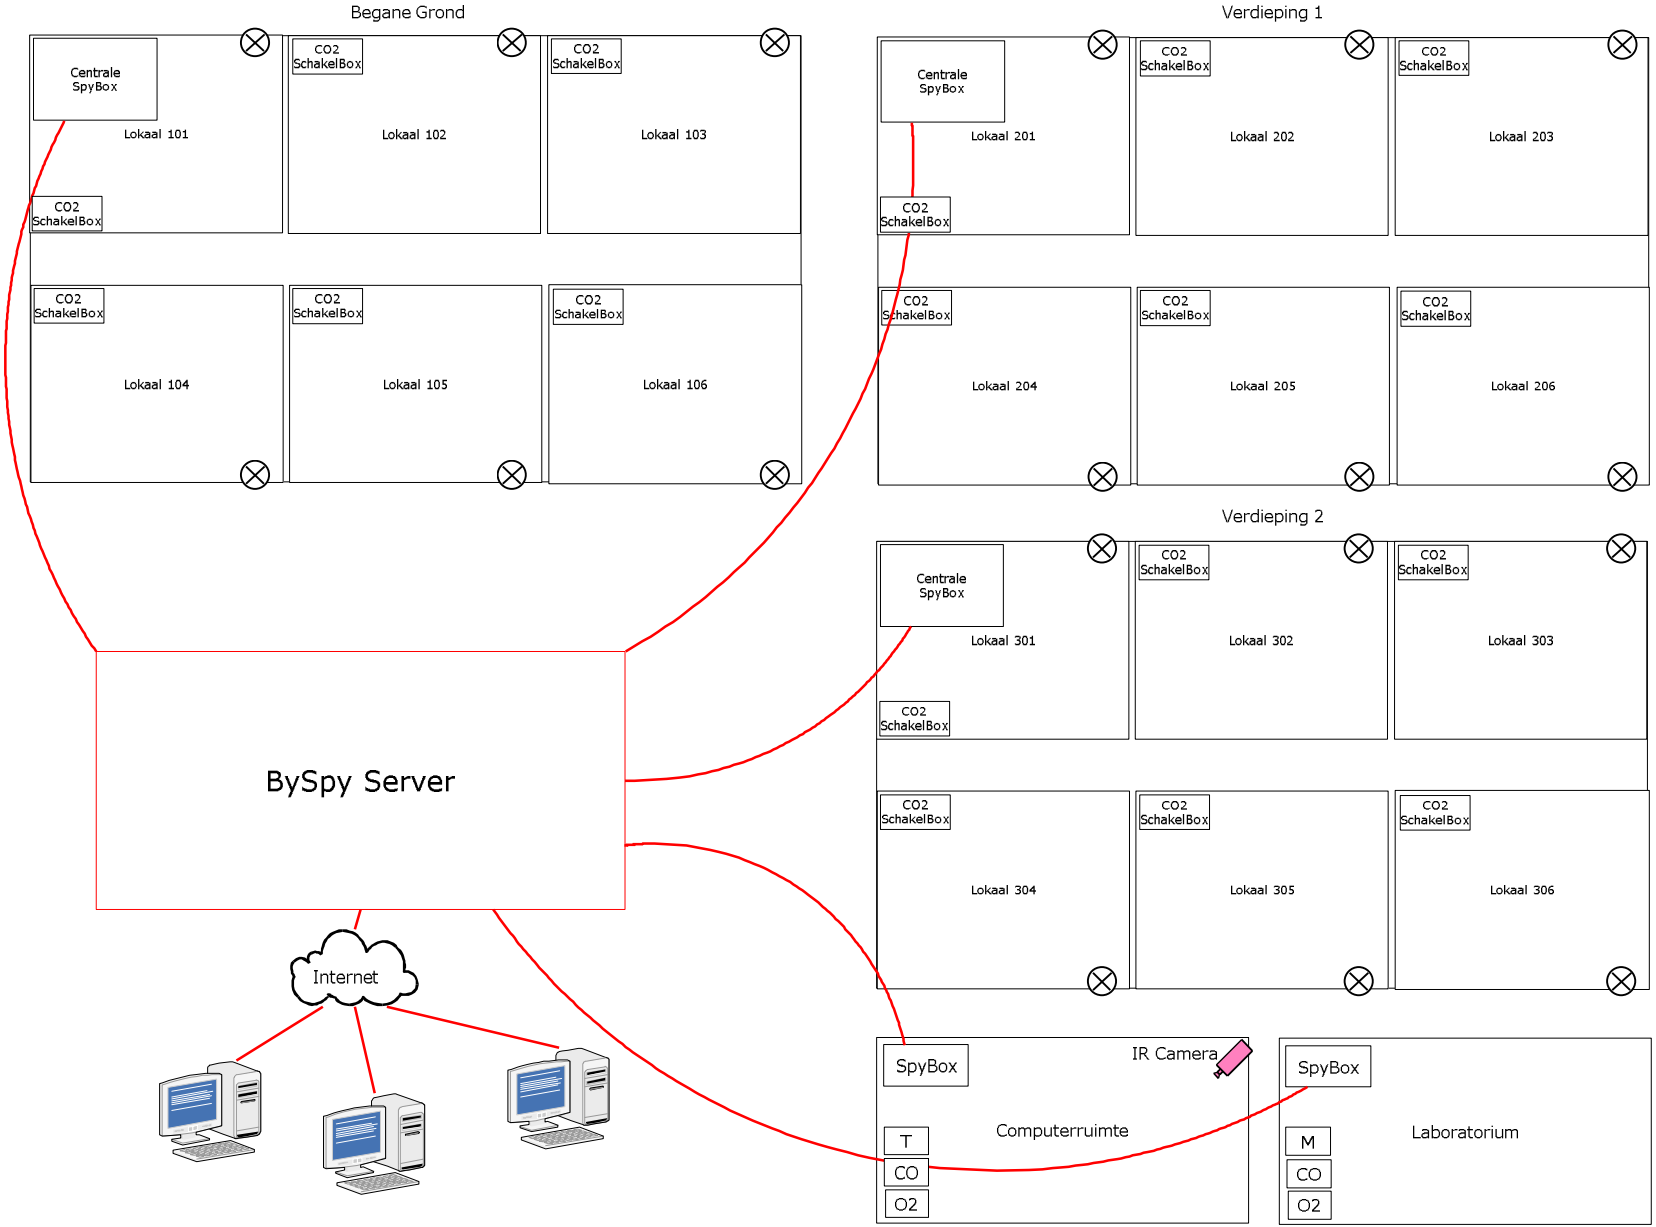 Begane Grond
Centrale
SpyBox
Lokaal 101
CO2
SchakelBox
CO2
SchakelBox
Lokaal 102
CO2
SchakelBox
Lokaal 103
CO2
SchakelBox
Lokaal 104
CO2
SchakelBox
Lokaal 105
CO2
SchakelBox
Lokaal 106
Verdieping 1
Centrale
SpyBox
Lokaal 201
CO2
SchakelBox
CO2
SchakelBox
Lokaal 202
CO2
SchakelBox
Lokaal 203
CO2
SchakelBox
Lokaal 204
CO2
SchakelBox
Lokaal 205
CO2
SchakelBox
Lokaal 206
Verdieping 2
Centrale
SpyBox
Lokaal 301
CO2
SchakelBox
CO2
SchakelBox
Lokaal 302
CO2
SchakelBox
Lokaal 303
CO2
SchakelBox
Lokaal 304
CO2
SchakelBox
Lokaal 305
CO2
SchakelBox
Lokaal 306
BySpy Server
Internet
SpyBox
IR Camera
Computerruimte
T
CO
O2
SpyBox
Laboratorium
M
CO
O2